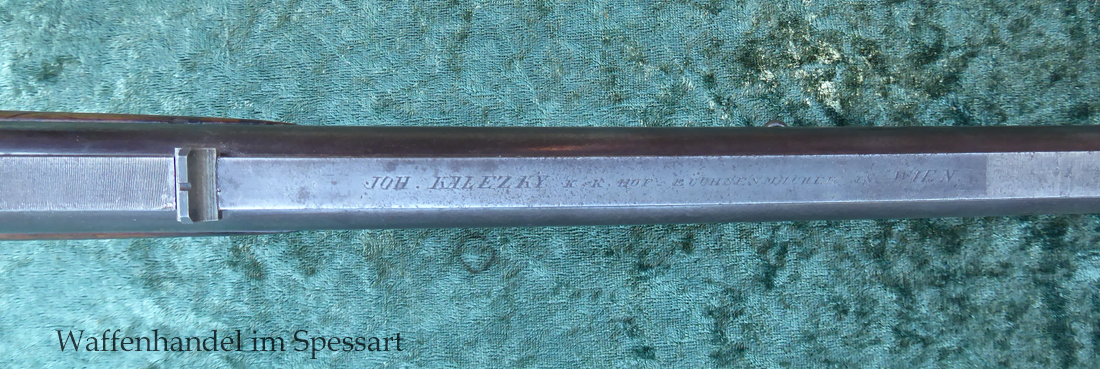 JOH. KALEZKY K.K. HOF-BÜCHSENMACHER IN WIEN
Waffenhandel im Spessart